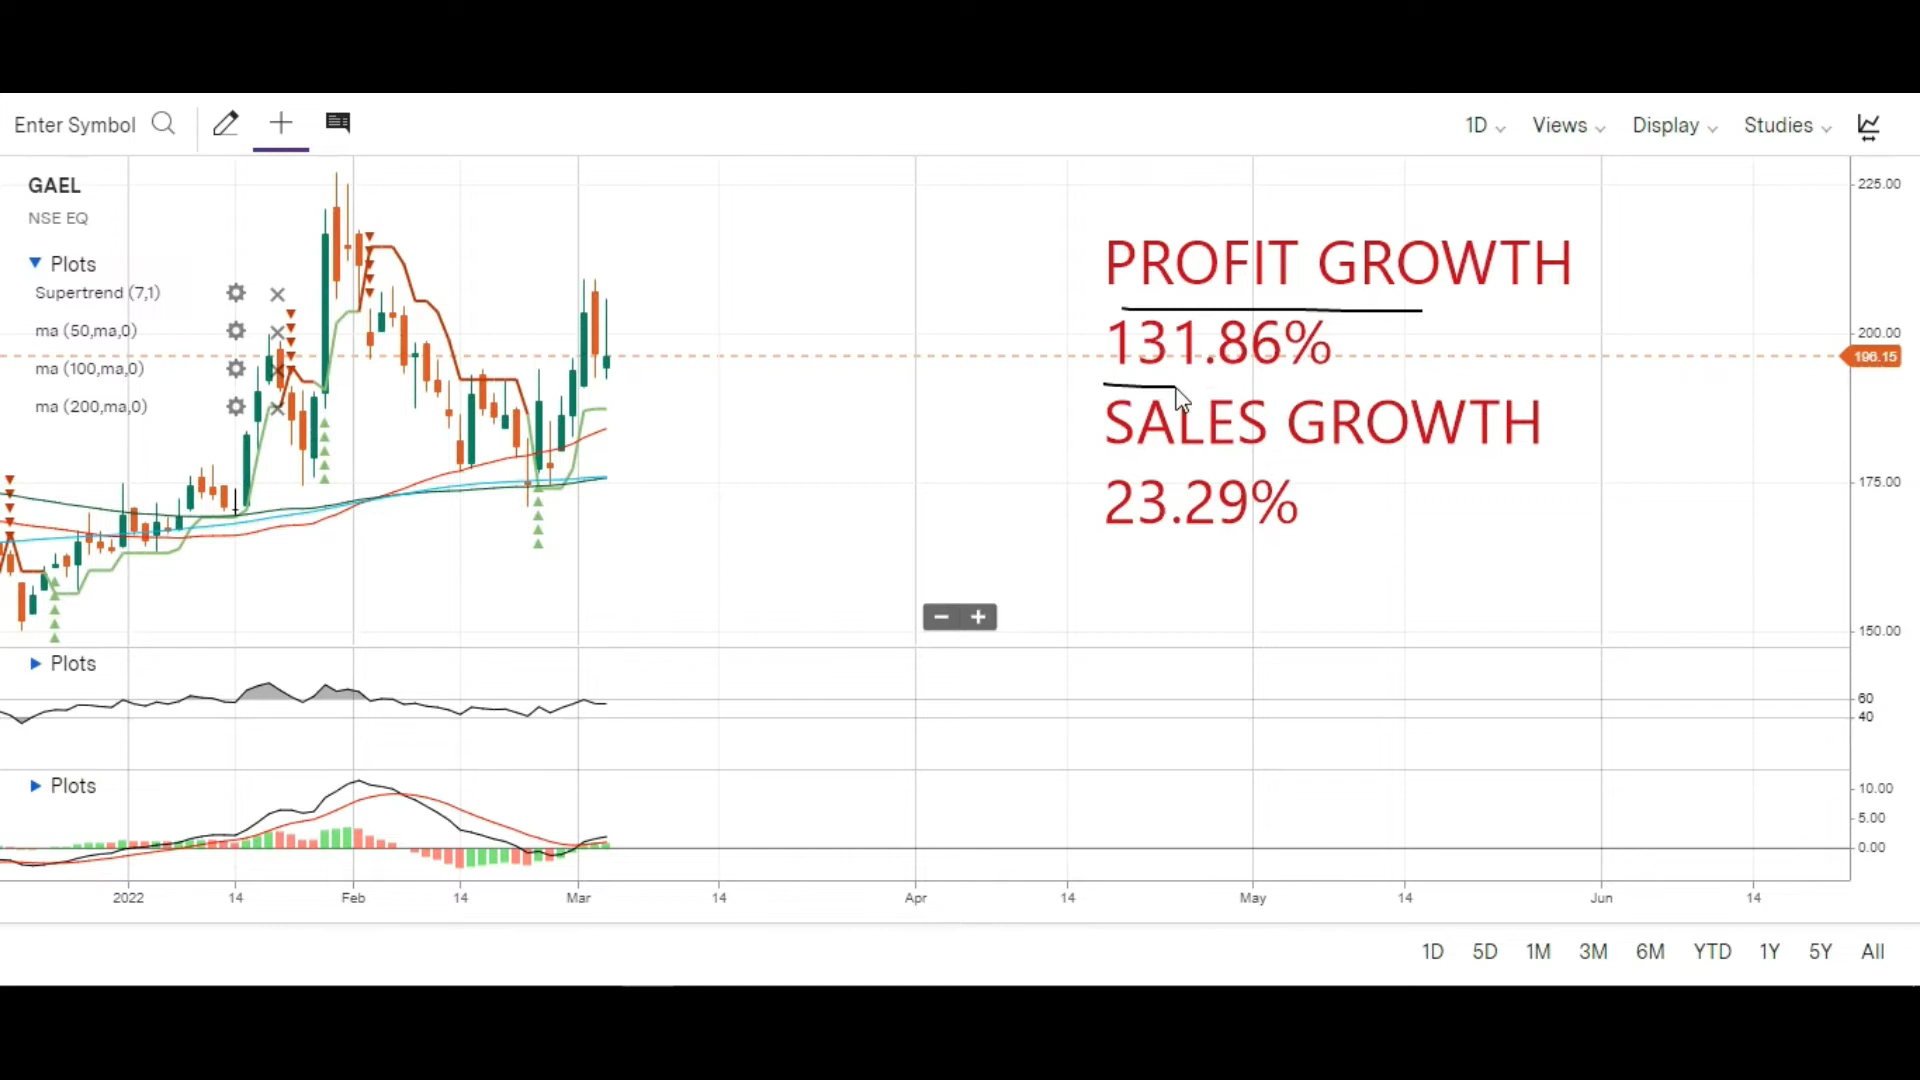 Enter Symbol
1D Views Display Studies
GAEL
NSE EQ
Plots
Supertrend (7,1)
ma (50,ma,0)
ma (100,ma,0)
ma (200,ma,0)
PROFIT GROWTH
131.86%
SALES GROWTH
23.29%
225.00
200.00
196.15
175.00
150.00
Plots
60
40
Plots
10.00
5.00
0.00
2022 14 Feb 14 Mar 14 Apr 14 May 14 Jun 14
1D 5D 1M 3M 6M YTD 1Y 5Y All